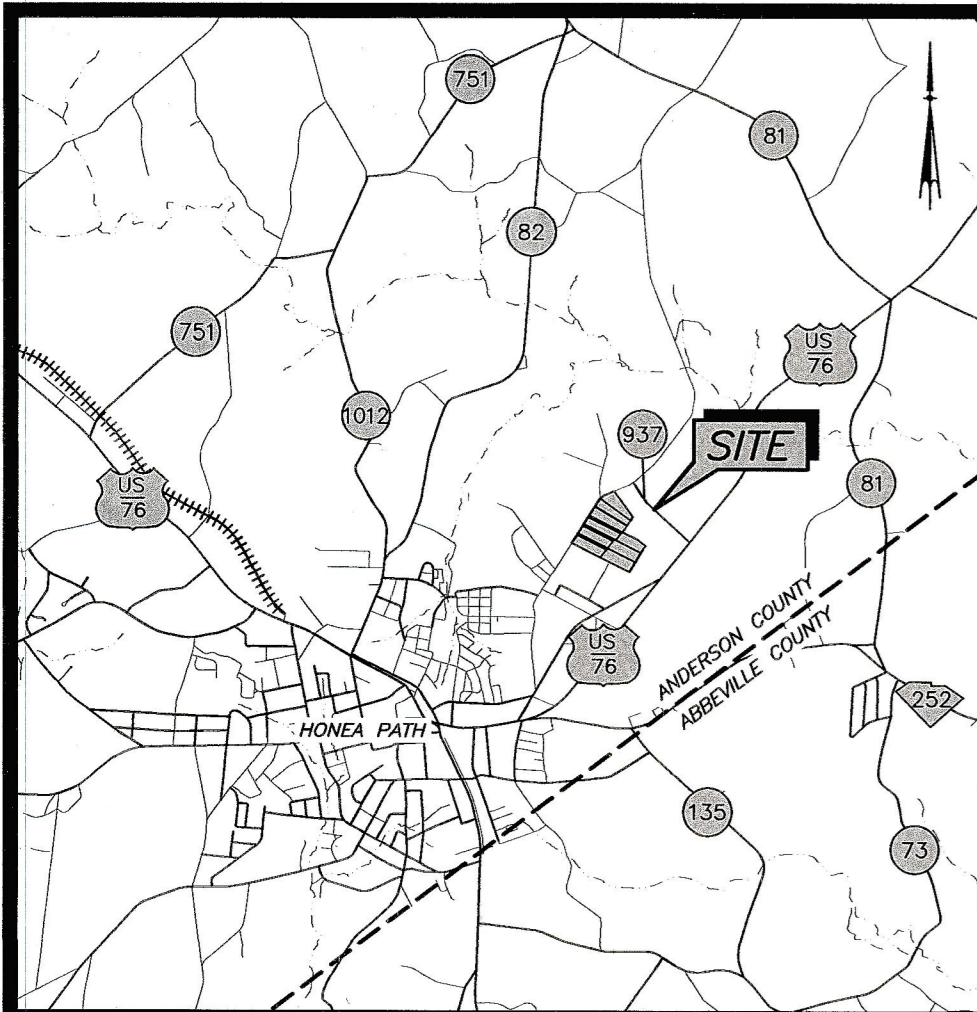 751
81
82
751
US
76
1012
937
SITE
US
76
81
US
76
ANDERSON COUNTY
ABBEVILLE COUNTY
252
HONEA PATH
135
73